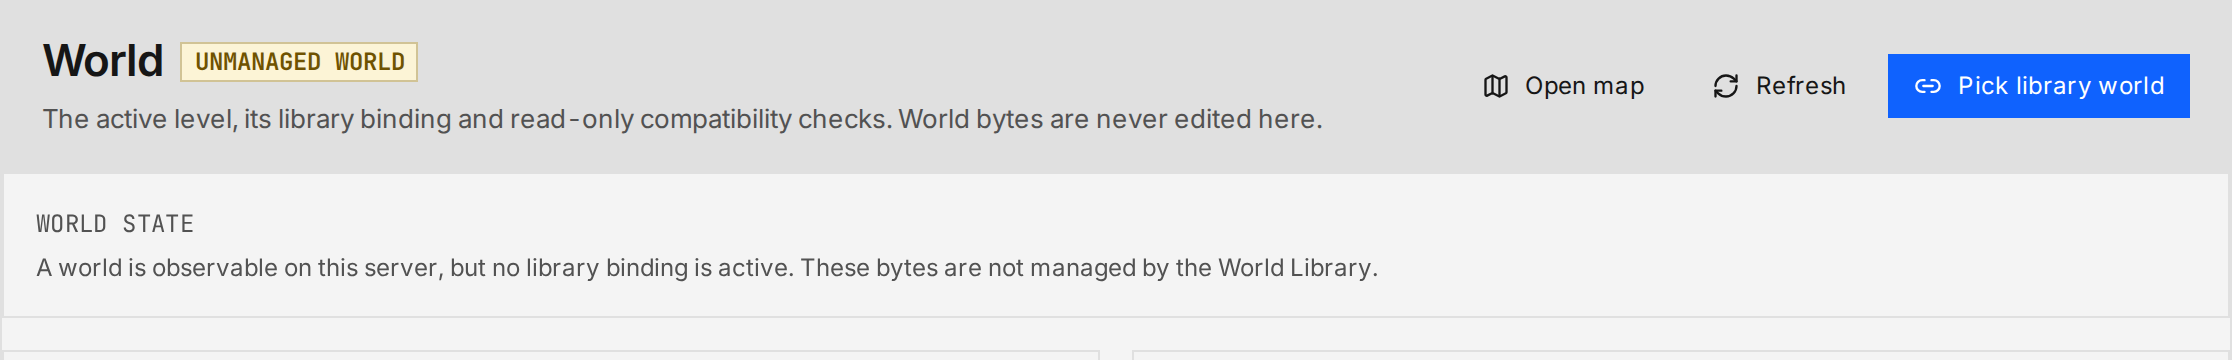 World
UNMANAGED WORLD
The active level, its library binding and read-only compatibility checks. World bytes are never edited here.
Open map
Refresh
Pick library world
WORLD STATE
A world is observable on this server, but no library binding is active. These bytes are not managed by the World Library.